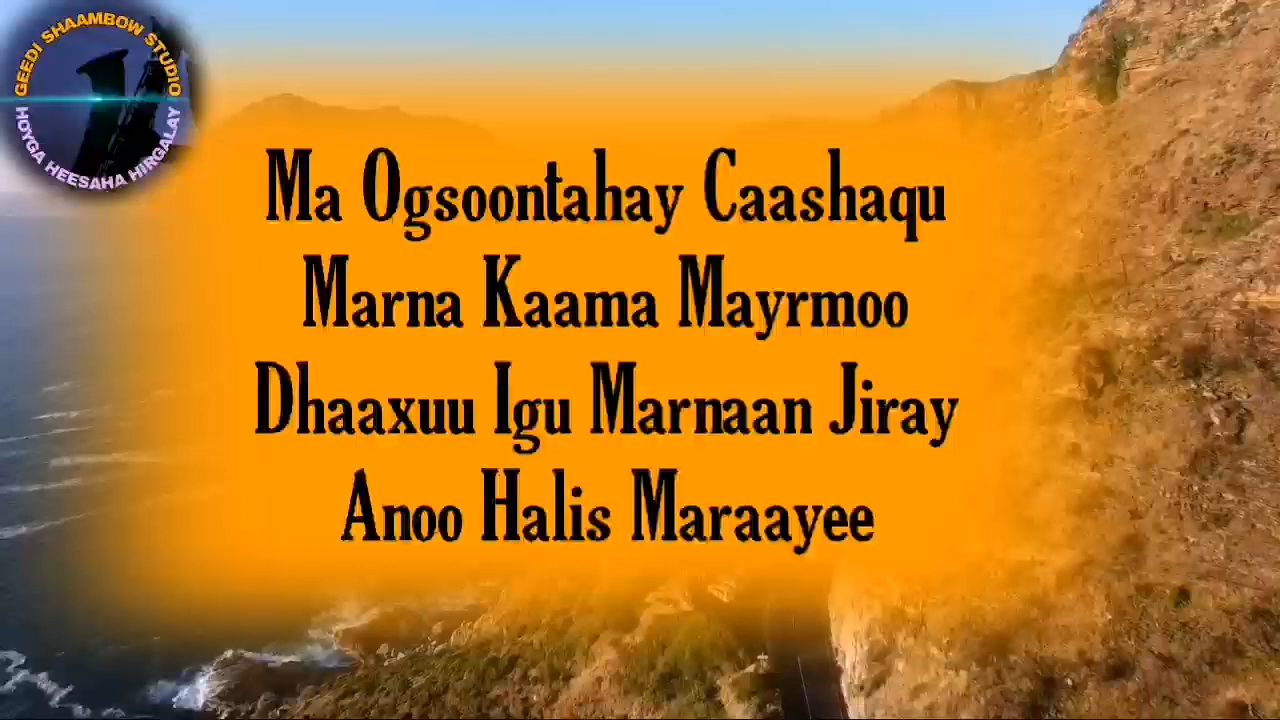 GEEDI SHAAMBOW STUDIO
HOYGA HEESAHA HIRGALAY
Ma Ogsoontahay Caashaqu
Marna Kaama Mayrmoo
Dhaaxuu Igu Marnaan Jiray
Anoo Halis Maraayee